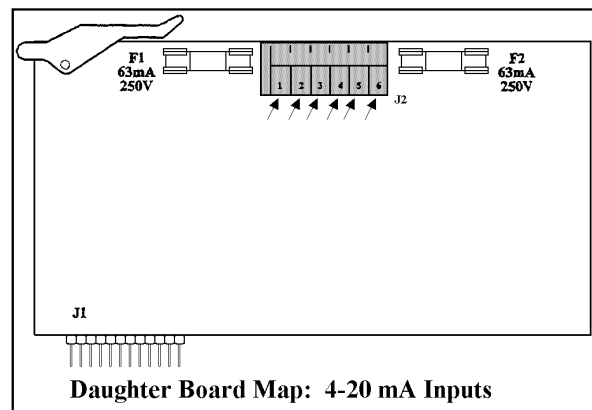 F1
63mA
250V
1 2 3 4 5 6
J2
F2
63mA
250V
J1
Daughter Board Map: 4-20 mA Inputs